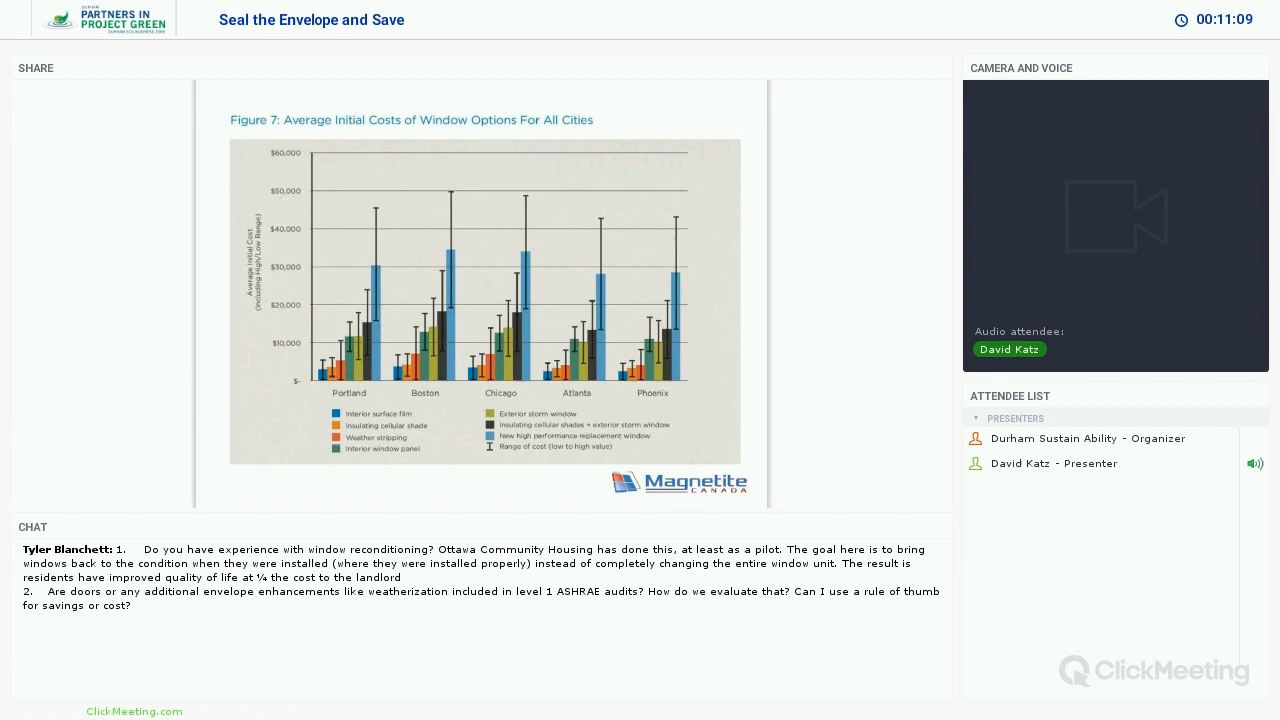 DURHAM
PARTNERS IN
PROJECT GREEN
DURHAM ECO-BUSINESS ZONE
Seal the Envelope and Save
00:11:09
SHARE
Figure 7: Average Initial Costs of Window Options For All Cities
Average Initial Cost
(Including High/Low Range)
$60,000
$50,000
$40,000
$30,000
$20,000
$10,000
$-
Portland Boston Chicago Atlanta Phoenix
Interior surface film
Insulating cellular shade
Weather stripping
Interior window panel
Exterior storm window
Insulating cellular shades + exterior storm window
New high performance replacement window
Range of cost (low to high value)
Magnetite
CANADA
CHAT
Tyler Blanchett: 1. Do you have experience with window reconditioning? Ottawa Community Housing has done this, at least as a pilot. The goal here is to bring
windows back to the condition when they were installed (where they were installed properly) instead of completely changing the entire window unit. The result is
residents have improved quality of life at ¼ the cost to the landlord
2. Are doors or any additional envelope enhancements like weatherization included in level 1 ASHRAE audits? How do we evaluate that? Can I use a rule of thumb
for savings or cost?
CAMERA AND VOICE
Audio attendee:
David Katz
ATTENDEE LIST
PRESENTERS
Durham Sustain Ability - Organizer
David Katz - Presenter
ClickMeeting
ClickMeeting.com